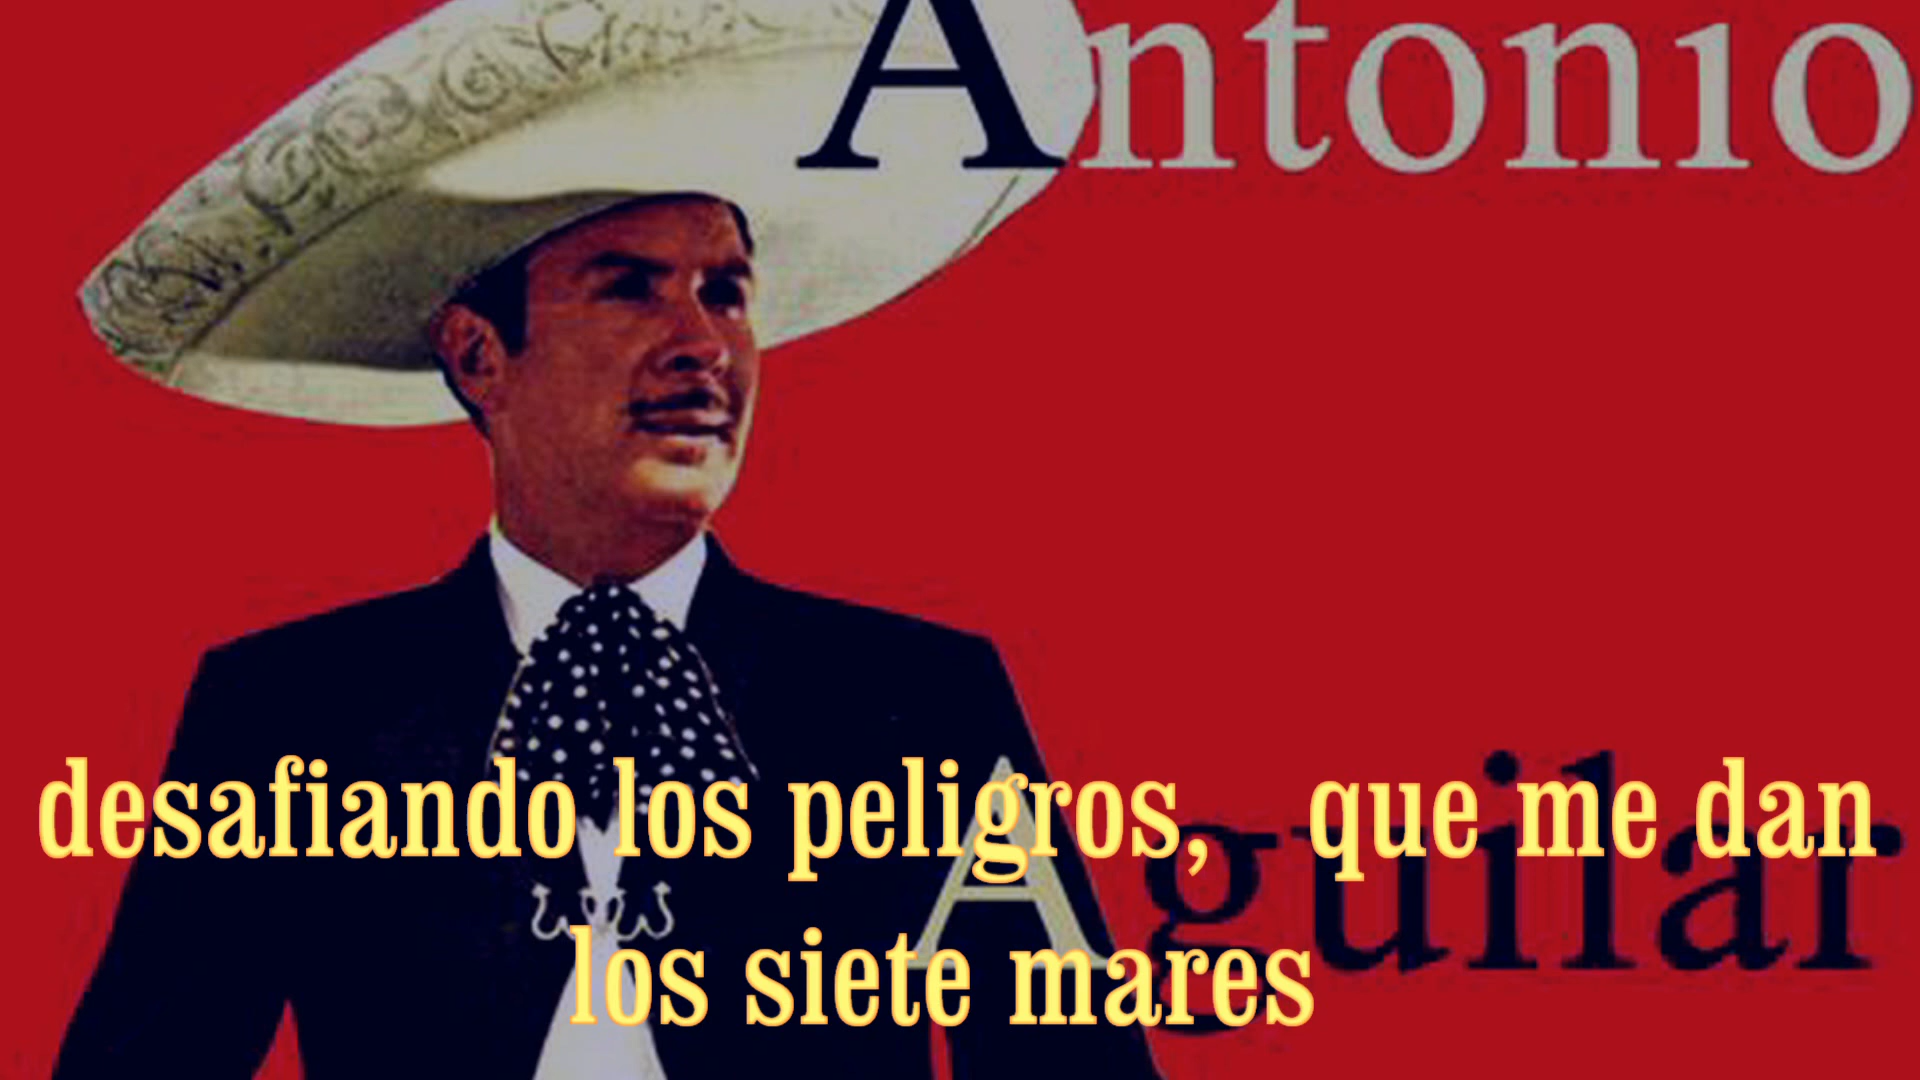 Antonio
desafiando los peligros, que me dan
Aguilar
los siete mares